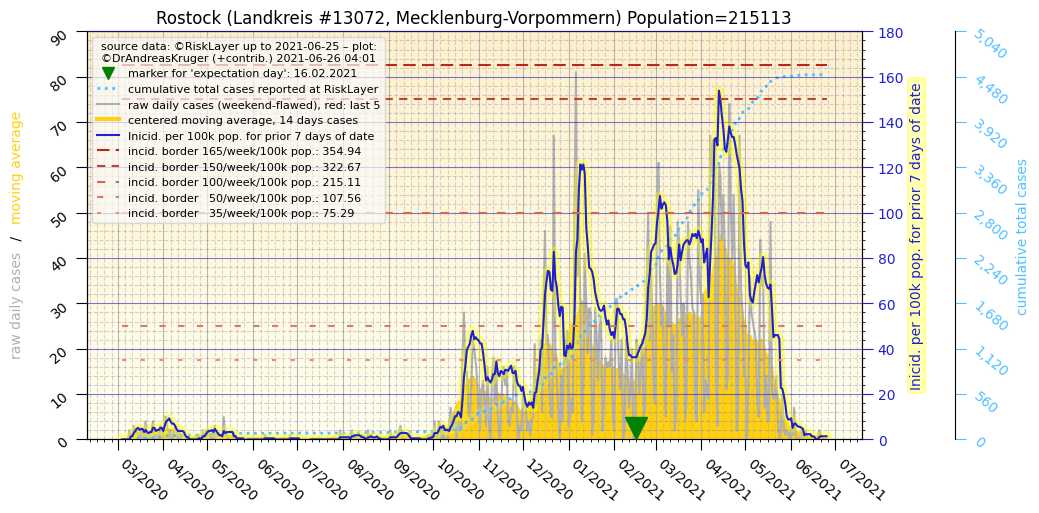 Rostock (Landkreis #13072, Mecklenburg-Vorpommern) Population=215113
source data: ©RiskLayer up to 2021-06-25 – plot:
©DrAndreasKruger (+contrib.) 2021-06-26 04:01
marker for 'expectation day': 16.02.2021
cumulative total cases reported at RiskLayer
raw daily cases (weekend-flawed), red: last 5
centered moving average, 14 days cases
Inicid. per 100k pop. for prior 7 days of date
incid. border 165/week/100k pop.: 354.94
incid. border 150/week/100k pop.: 322.67
incid. border 100/week/100k pop.: 215.11
incid. border 50/week/100k pop.: 107.56
incid. border 35/week/100k pop.: 75.29
raw daily cases / moving average
90
80
70
60
50
40
30
20
10
0
03/2020
04/2020
05/2020
06/2020
07/2020
08/2020
09/2020
10/2020
11/2020
12/2020
01/2021
02/2021
03/2021
04/2021
05/2021
06/2021
07/2021
180
160
140
120
100
80
60
40
20
0
Inicid. per 100k pop. for prior 7 days of date
5,040
4,480
3,920
3,360
2,800
2,240
1,680
1,120
560
0
cumulative total cases